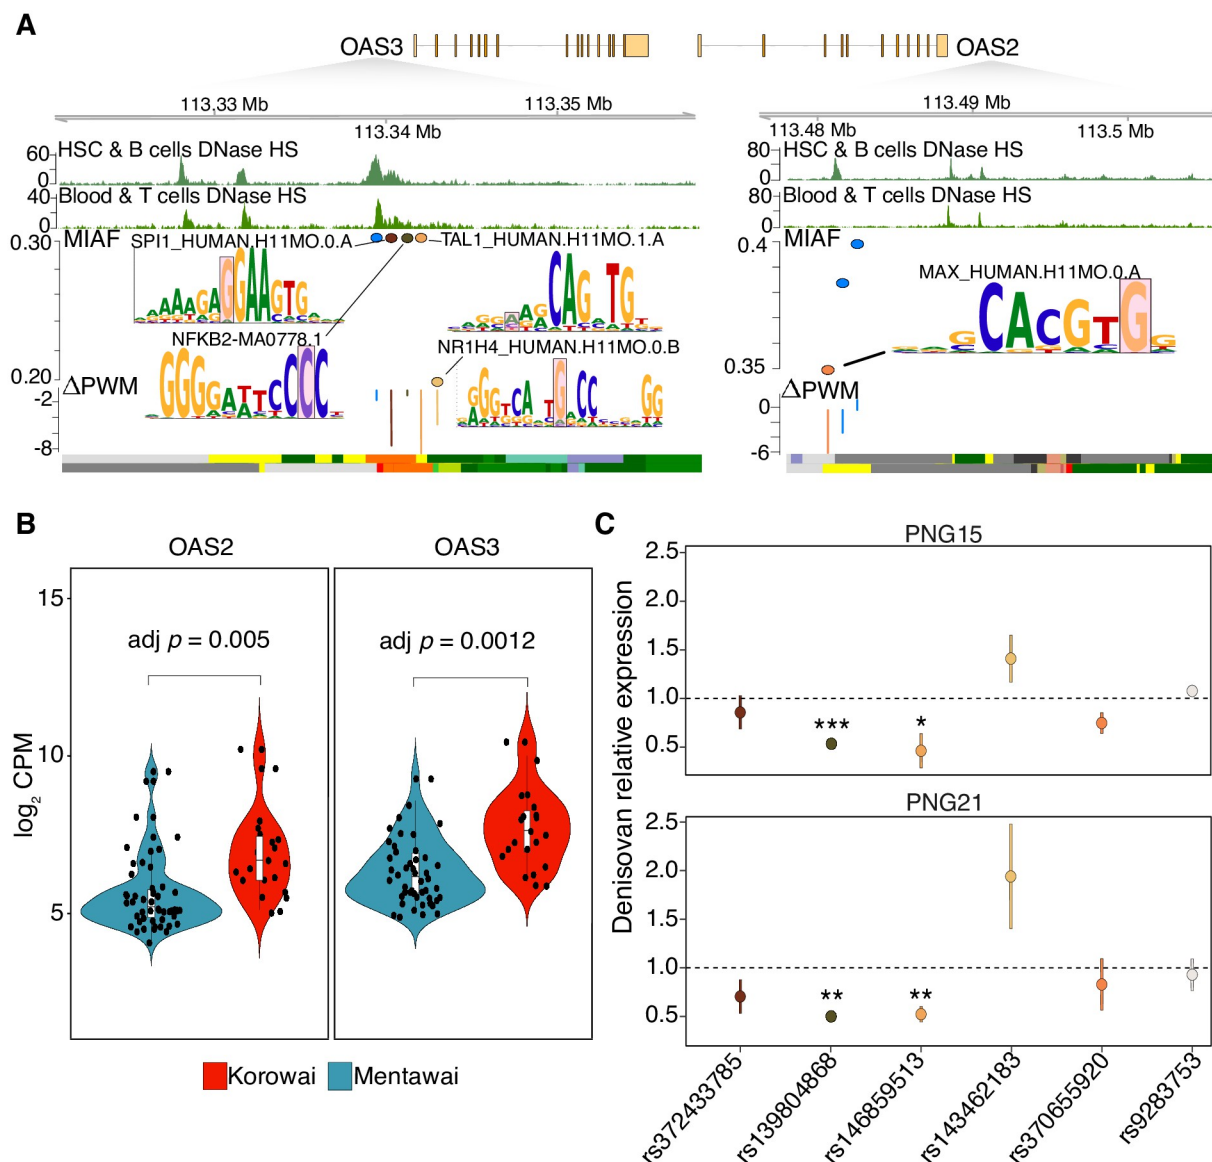 A
OAS3
OAS2
113.33 Mb
113.35 Mb
113.34 Mb
113.49 Mb
113.48 Mb
113.5 Mb
60
0
HSC & B cells DNase HS
40
0
Blood & T cells DNase HS
80
0
HSC & B cells DNase HS
80
0
Blood & T cells DNase HS
0.30
MIAF
SPI1_HUMAN.H11MO.0.A
TAL1_HUMAN.H11MO.1.A
NFKB2-MA0778.1
NR1H4_HUMAN.H11MO.0.B
0.20
ΔPWM
-2
-8
0.4
MIAF
MAX_HUMAN.H11MO.0.A
0.35
ΔPWM
0
-6
B
OAS2
OAS3
15
10
5
log2 CPM
adj p = 0.005
adj p = 0.0012
Korowai
Mentawai
C
PNG15
2.5
2.0
1.5
1.0
0.5
***
*
Denisovan relative expression
PNG21
2.5
2.0
1.5
1.0
0.5
**
**
rs372433785
rs139804868
rs146859513
rs143462183
rs370655920
rs9283753